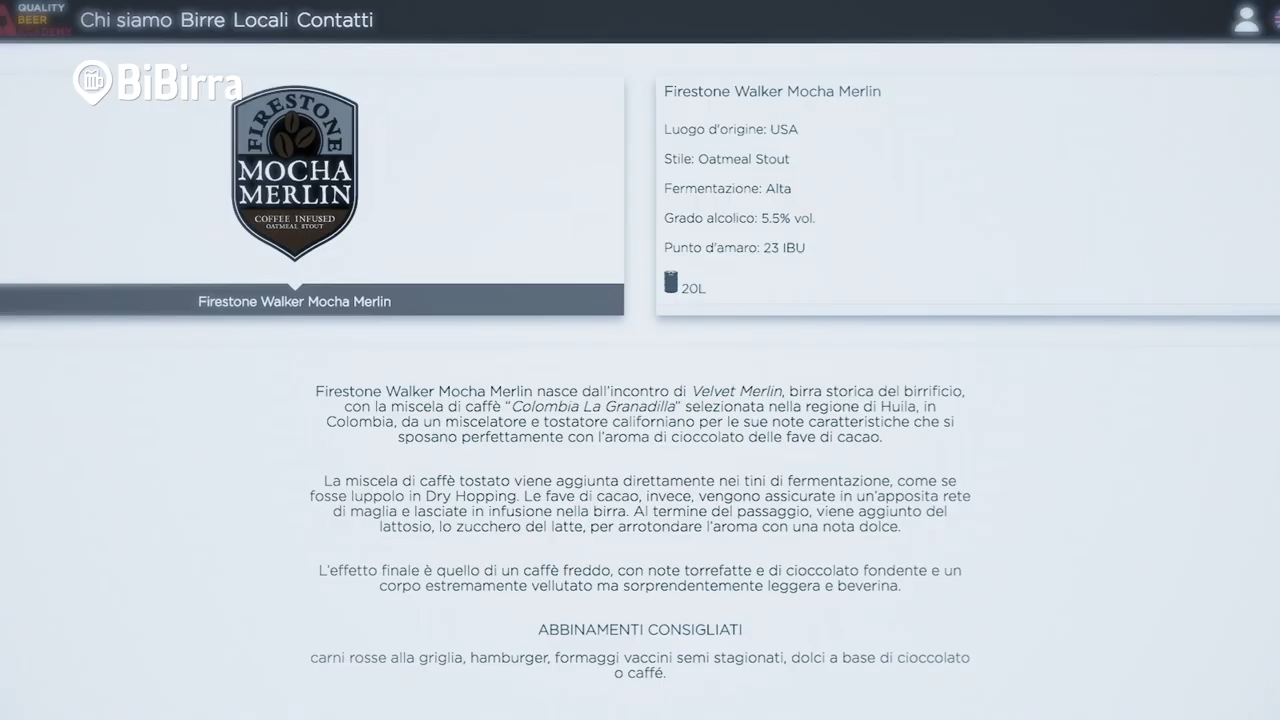 QUALITY
BEER
ACADEMY
Chi siamo Birre Locali Contatti
BiBirra
FIRESTONE
MOCHA
MERLIN
COFFEE INFUSED
OATMEAL STOUT
Firestone Walker Mocha Merlin
Firestone Walker Mocha Merlin
Luogo d'origine: USA
Stile: Oatmeal Stout
Fermentazione: Alta
Grado alcolico: 5.5% vol.
Punto d'amaro: 23 IBU
20L
Firestone Walker Mocha Merlin nasce dall'incontro di Velvet Merlin, birra storica del birrificio,
con la miscela di caffè “Colombia La Granadilla” selezionata nella regione di Huila, in
Colombia, da un miscelatore e tostatore californiano per le sue note caratteristiche che si
sposano perfettamente con l'aroma di cioccolato delle fave di cacao.
La miscela di caffè tostato viene aggiunta direttamente nei tini di fermentazione, come se
fosse luppolo in Dry Hopping. Le fave di cacao, invece, vengono assicurate in un'apposita rete
di maglia e lasciate in infusione nella birra. Al termine del passaggio, viene aggiunto del
lattosio, lo zucchero del latte, per arrotondare l'aroma con una nota dolce.
L'effetto finale è quello di un caffè freddo, con note torrefatte e di cioccolato fondente e un
corpo estremamente vellutato ma sorprendentemente leggera e beverina.
ABBINAMENTI CONSIGLIATI
carni rosse alla griglia, hamburger, formaggi vaccini semi stagionati, dolci a base di cioccolato
o caffé.